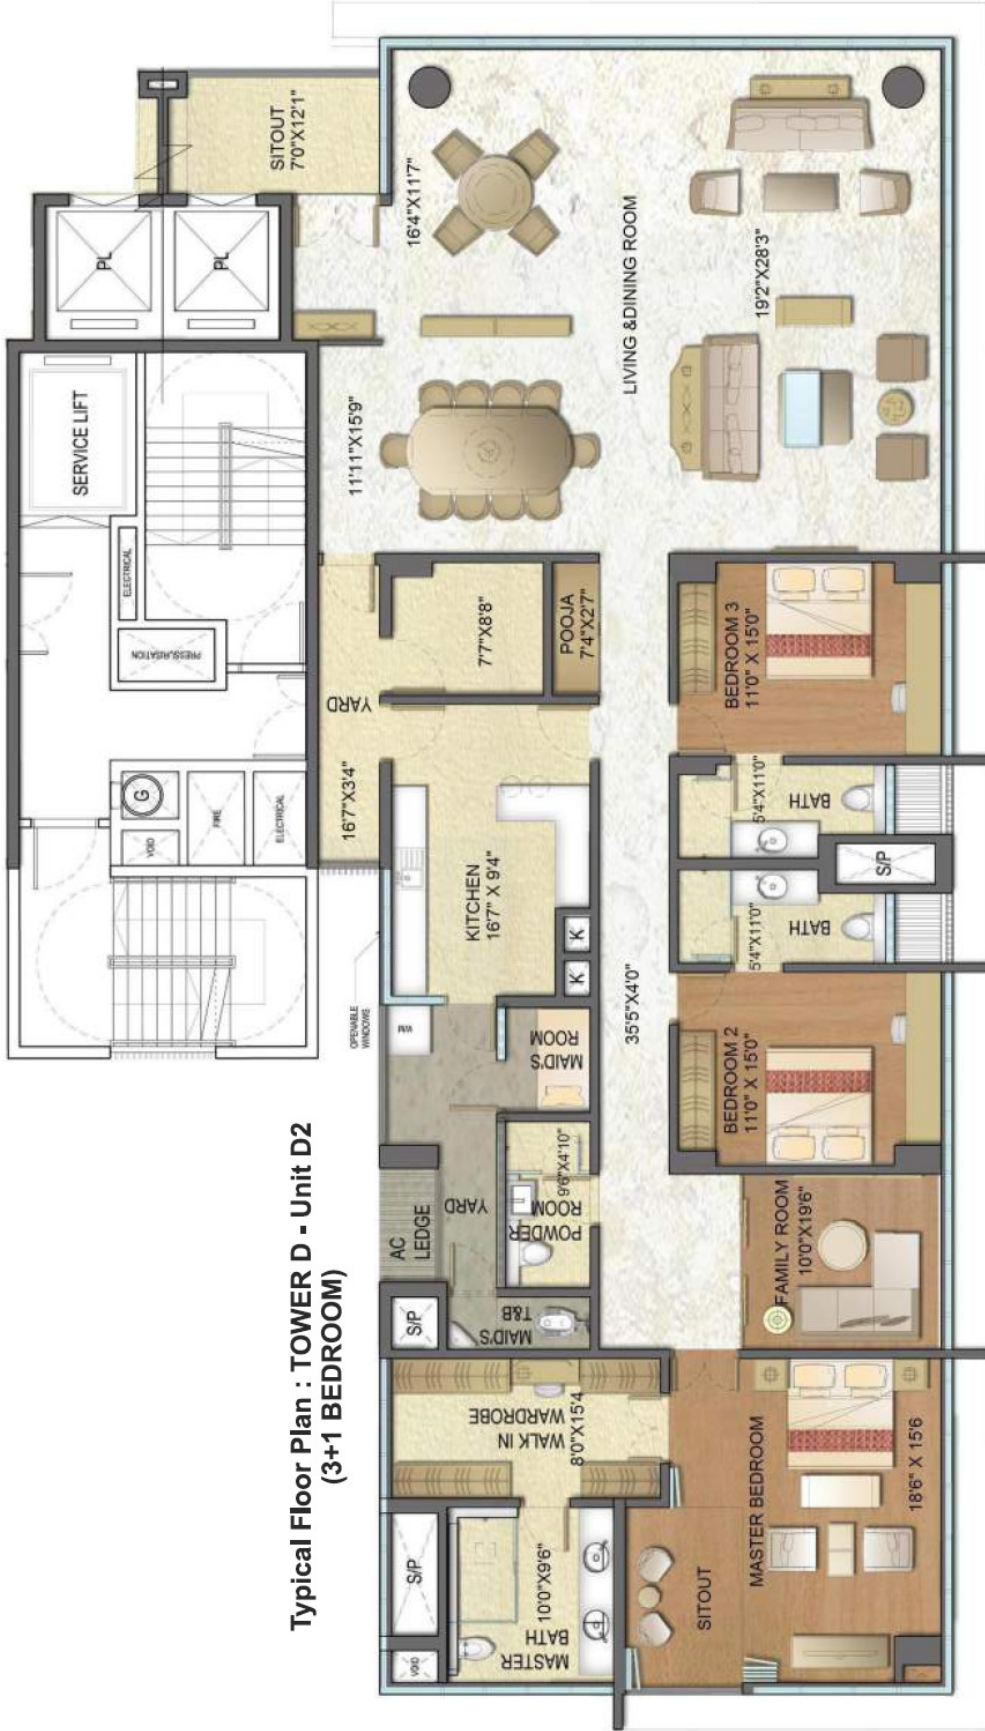 Typical Floor Plan : TOWER D - Unit D2
(3+1 BEDROOM)
SITOUT
7'0"X12'1"
PL
PL
SERVICE LIFT
ELECTRICAL
PRESSURISATION
G
VOID
FIRE
ELECTRICAL
16'4"X11'7"
LIVING &DINING ROOM
19'2"X28'3"
11'11"X15'9"
YARD
16'7"X3'4"
7'7"X8'8"
POOJA
7'4"X2'7"
KITCHEN
16'7" X 9'4"
K
K
OPENABLE
WINDOWS
W/M
MAID'S
ROOM
35'5"X4'0"
BEDROOM 3
11'0" X 15'0"
5'4"X11'0"
BATH
S/P
5'4"X11'0"
BATH
BEDROOM 2
11'0" X 15'0"
AC
LEDGE
YARD
POWDER
ROOM
9'6"X4'10"
S/P
MAID'S
T&B
FAMILY ROOM
10'0"X19'6"
WALK IN
WARDROBE
8'0"X15'4
S/P
VOID
MASTER
BATH
10'0"X9'6"
SITOUT
MASTER BEDROOM
18'6" X 15'6